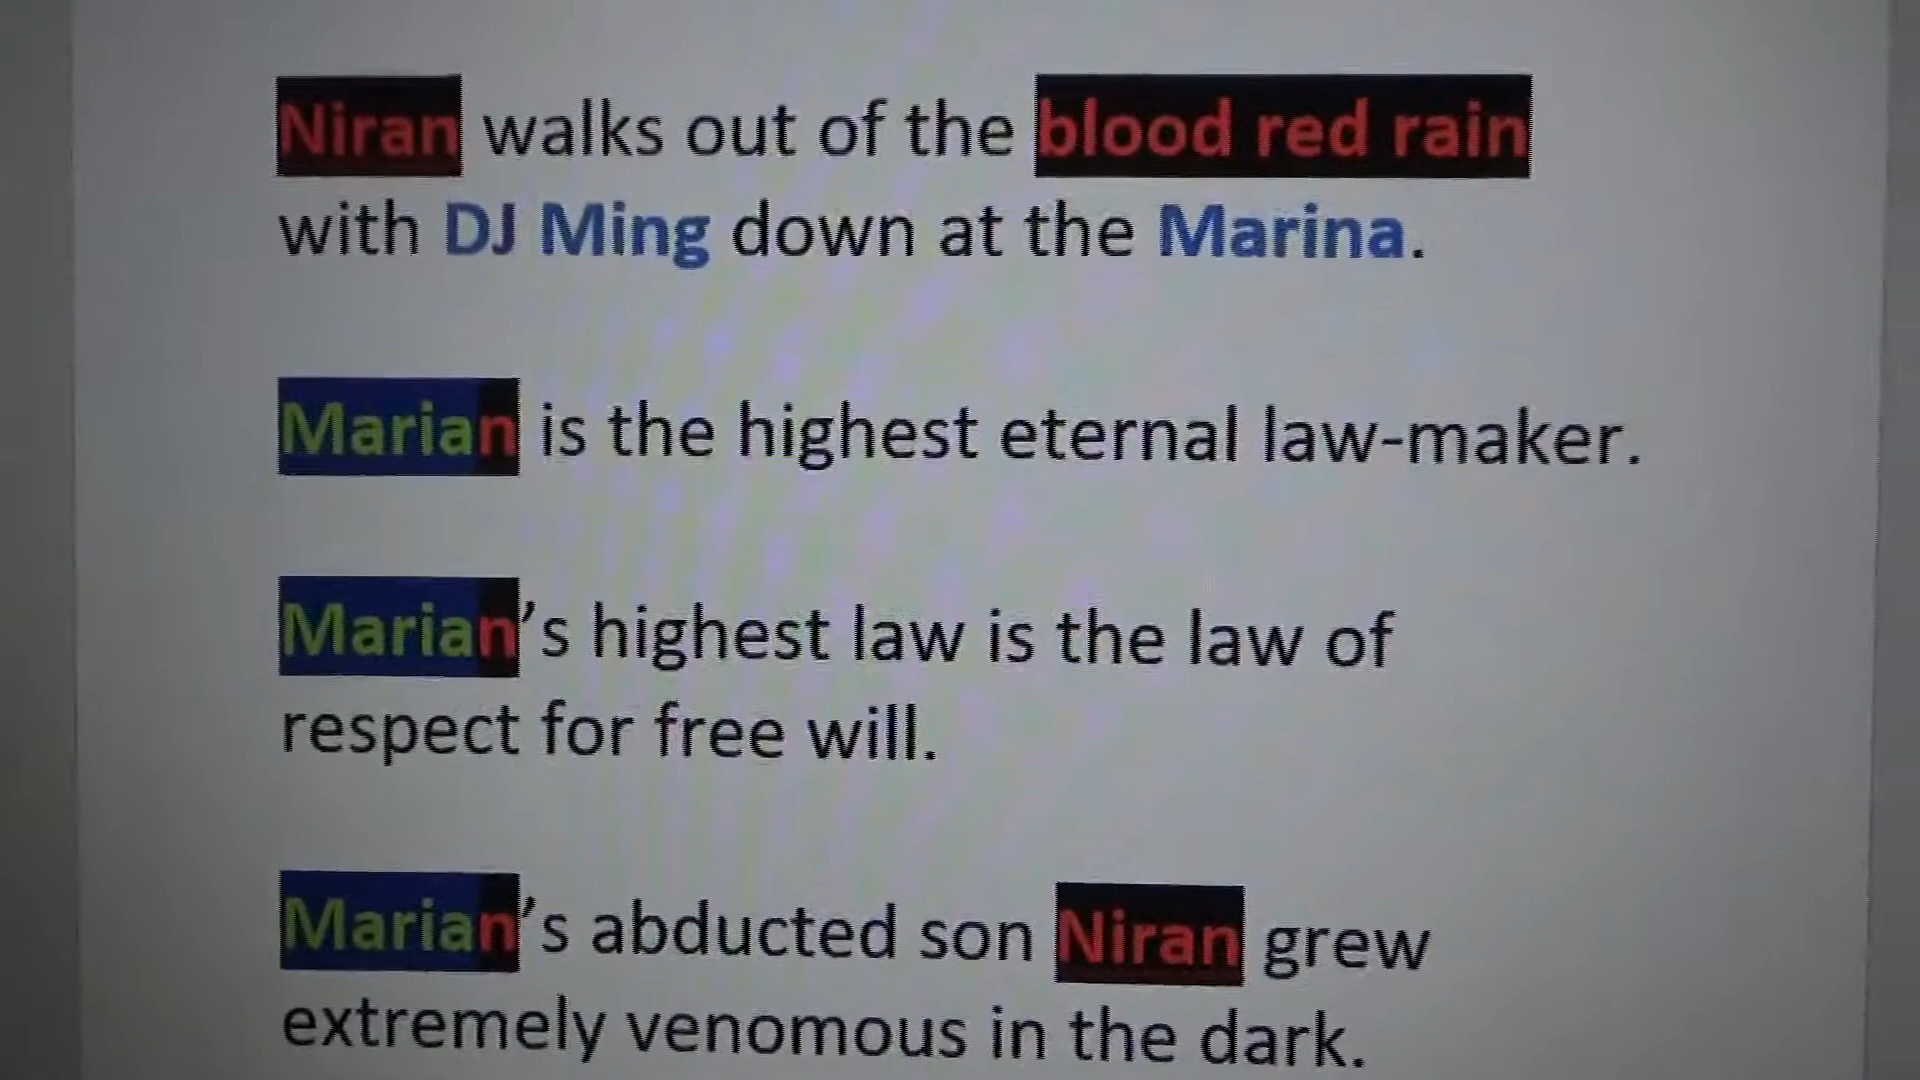 Niran walks out of the blood red rain
with DJ Ming down at the Marina.
Marian is the highest eternal law-maker.
Marian's highest law is the law of
respect for free will.
Marian's abducted son Niran grew
extremely venomous in the dark.